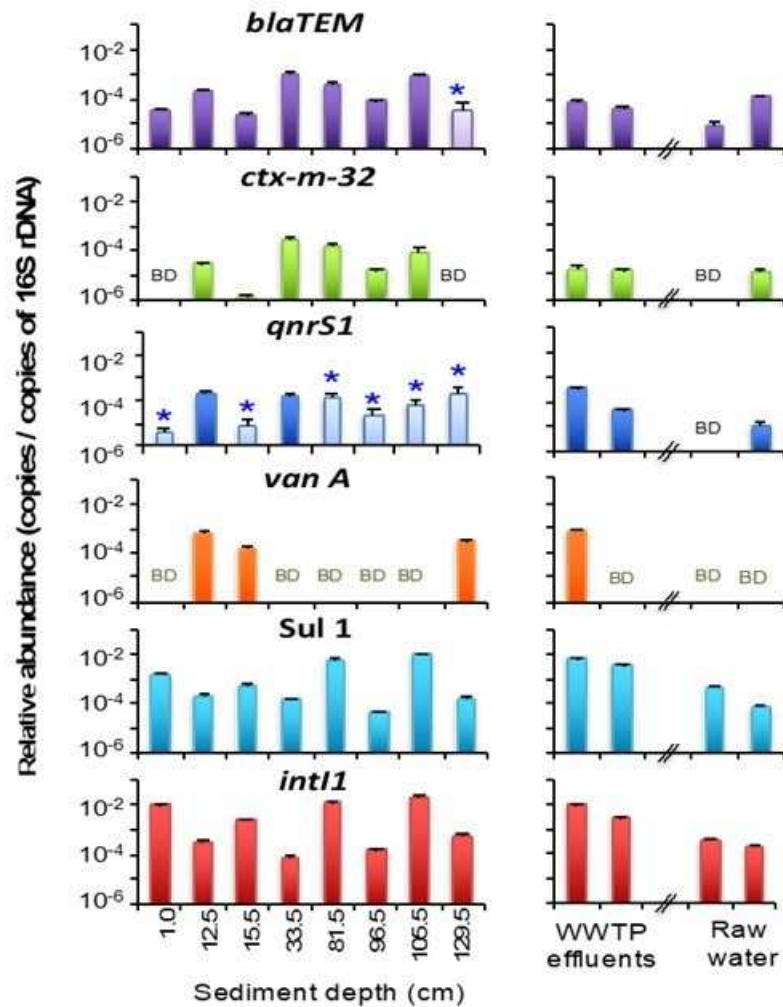 Relative abundance (copies / copies of 16S rDNA)
blaTEM
10-2
10-4
10-6
*
ctx-m-32
10-2
10-4
10-6
BD BD BD
qnrS1
10-2
10-4
10-6
* * * * * *
BD
van A
10-2
10-4
10-6
BD BD BD BD BD BD BD BD
Sul 1
10-2
10-4
10-6
intI1
10-2
10-4
10-6
1.0 12.5 15.5 33.5 81.5 96.5 105.5 129.5
Sediment depth (cm)
WWTP
effluents
Raw
water